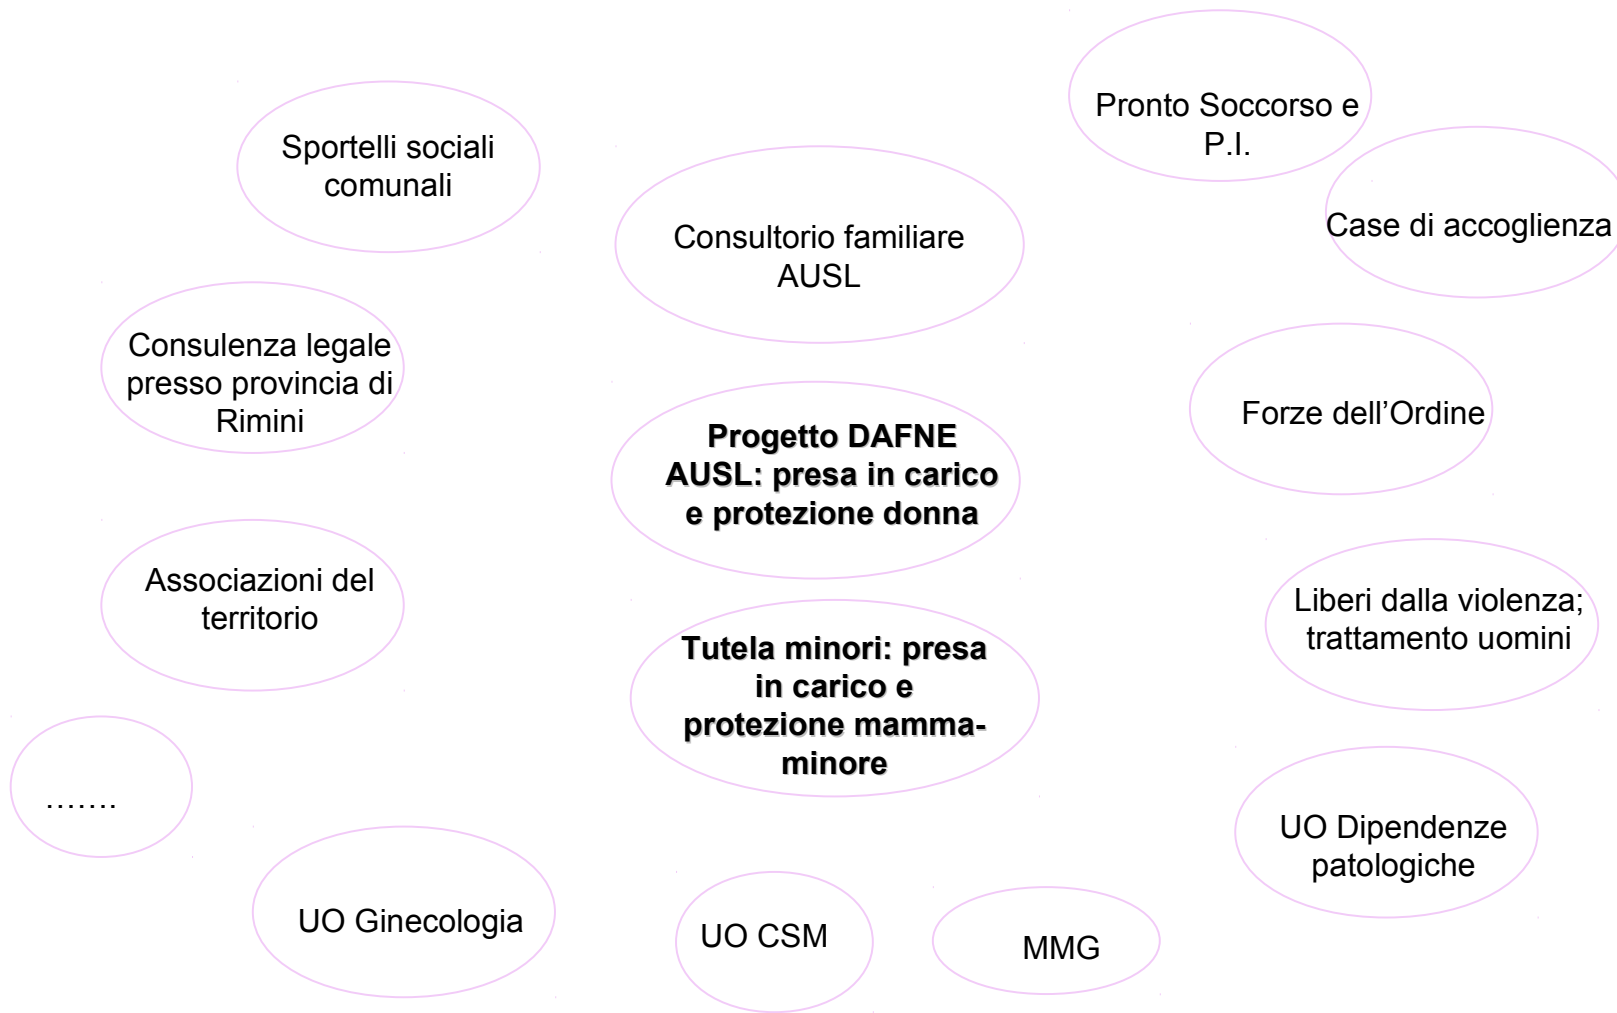 Pronto Soccorso e
P.I.
Sportelli sociali
comunali
Consultorio familiare
AUSL
Case di accoglienza
Consulenza legale
presso provincia di
Rimini
Forze dell’Ordine
Progetto DAFNE
AUSL: presa in carico
e protezione donna
Associazioni del
territorio
Liberi dalla violenza;
trattamento uomini
Tutela minori: presa
in carico e
protezione mamma-
minore
…….
UO Dipendenze
patologiche
UO Ginecologia
UO CSM
MMG